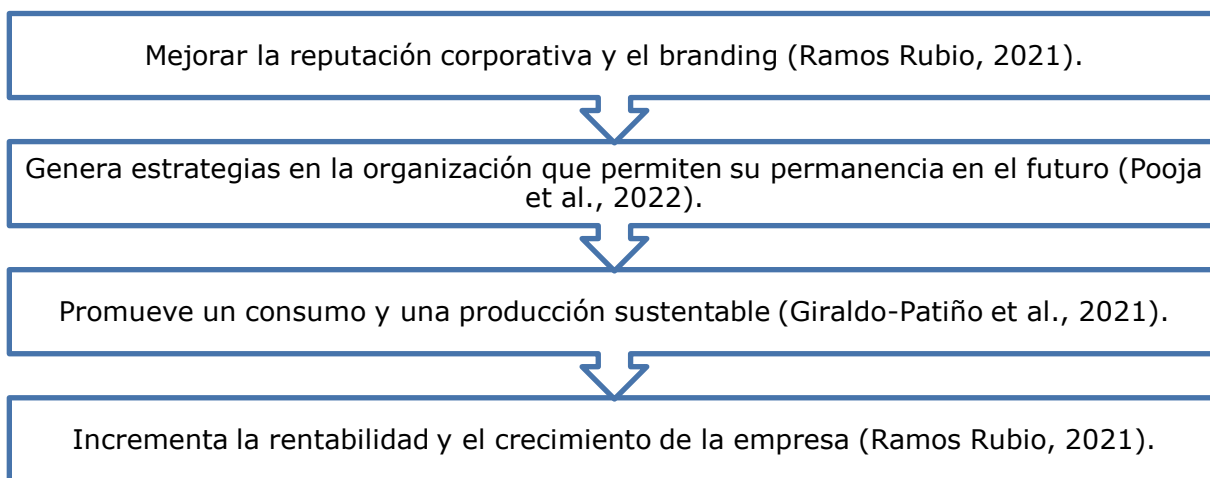 Mejorar la reputación corporativa y el branding (Ramos Rubio, 2021).
Genera estrategias en la organización que permiten su permanencia en el futuro (Pooja
et al., 2022).
Promueve un consumo y una producción sustentable (Giraldo-Patiño et al., 2021).
Incrementa la rentabilidad y el crecimiento de la empresa (Ramos Rubio, 2021).